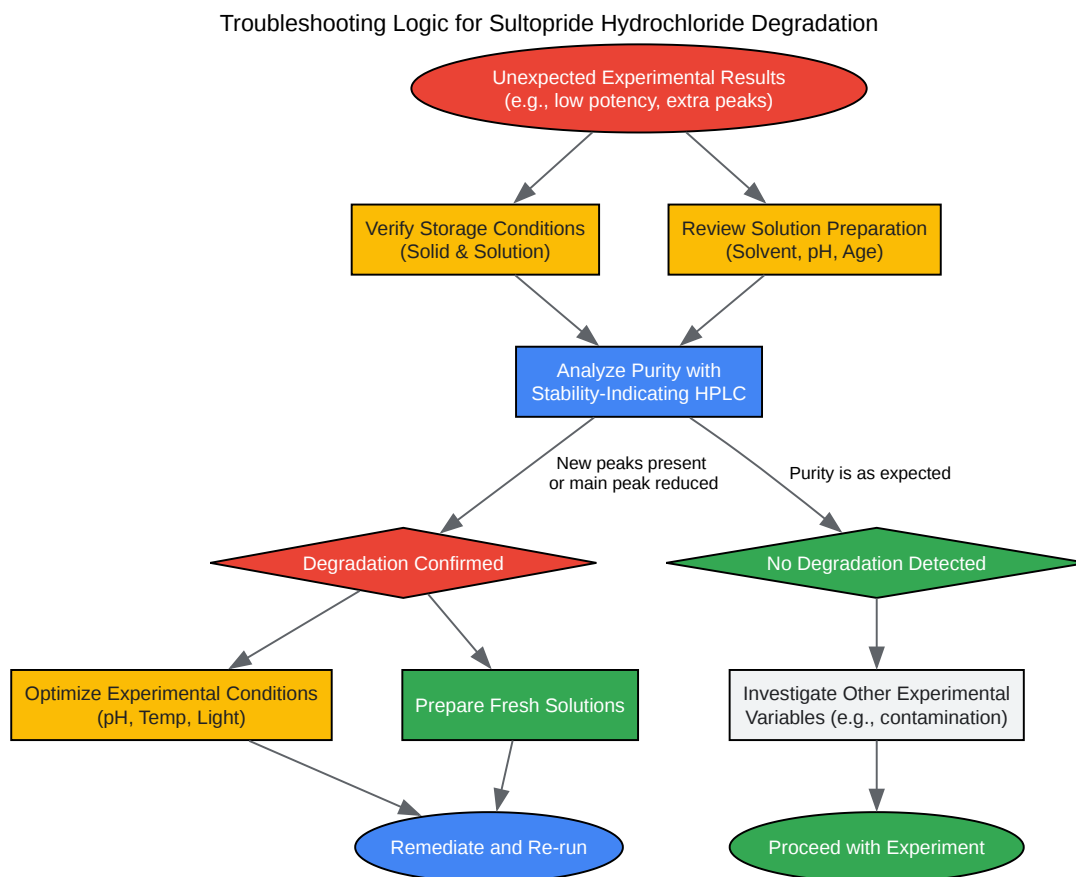 Troubleshooting Logic for Sultopride Hydrochloride Degradation
Unexpected Experimental Results
(e.g., low potency, extra peaks)
Verify Storage Conditions
(Solid & Solution)
Review Solution Preparation
(Solvent, pH, Age)
Analyze Purity with
Stability-Indicating HPLC
New peaks present
or main peak reduced
Purity is as expected
Degradation Confirmed
No Degradation Detected
Optimize Experimental Conditions
(pH, Temp, Light)
Prepare Fresh Solutions
Investigate Other Experimental
Variables (e.g., contamination)
Remediate and Re-run
Proceed with Experiment